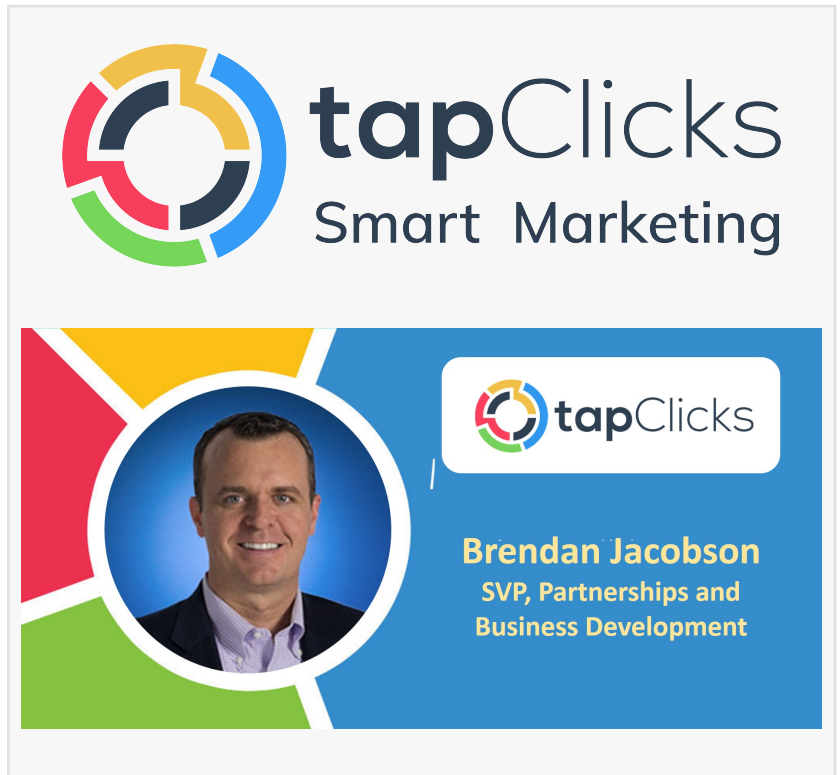 tapClicks
Smart Marketing
tapClicks
Brendan Jacobson
SVP, Partnerships and
Business Development